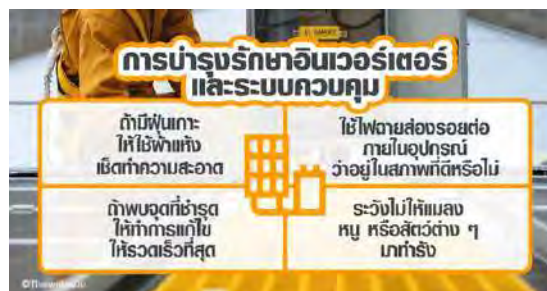 การบำรุงรักษาอินเวอร์เตอร์
และระบบควบคุม
ถ้ามีฝุ่นเกาะ
ให้ใช้ผ้าแห้ง
เช็ดทำความสะอาด
ใช้ไฟฉายส่องรอยต่อ
ภายในอุปกรณ์
ว่าอยู่ในสภาพที่ดีหรือไม่
ถ้าพบจุดที่ชำรุด
ให้ทำการแก้ไข
ให้รวดเร็วที่สุด
ระวังไม่ให้แมลง
หนู หรือสัตว์ต่าง ๆ
มาทำรัง